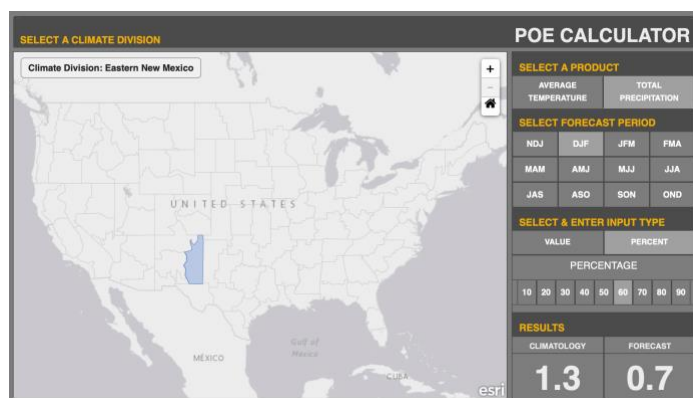 SELECT A CLIMATE DIVISION
POE CALCULATOR
Climate Division: Eastern New Mexico
+
−
UNITED STATES
MÉXICO
Gulf of
Mexico
CUBA
esri
SELECT A PRODUCT
AVERAGE
TEMPERATURE
TOTAL
PRECIPITATION
SELECT FORECAST PERIOD
NDJ DJF JFM FMA
MAM AMJ MJJ JJA
JAS ASO SON OND
SELECT & ENTER INPUT TYPE
VALUE PERCENT
PERCENTAGE
10 20 30 40 50 60 70 80 90
RESULTS
CLIMATOLOGY FORECAST
1.3 0.7